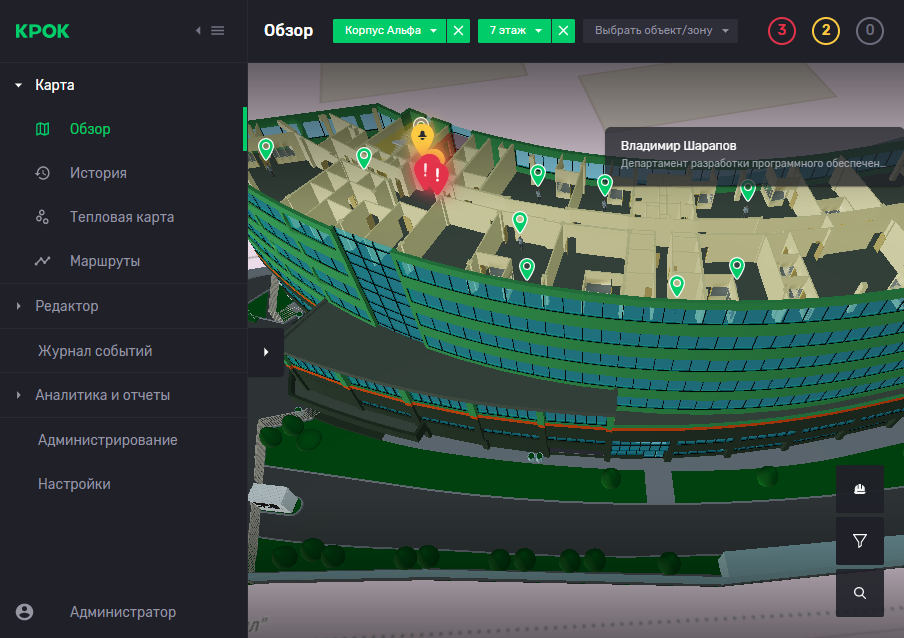 КРОК
Обзор
Корпус Альфа
7 этаж
Выбрать объект/зону
3
2
0
Карта
Обзор
История
Тепловая карта
Маршруты
Редактор
Журнал событий
Аналитика и отчеты
Администрирование
Настройки
Администратор
Владимир Шарапов
Департамент разработки программного обеспечен...
! !